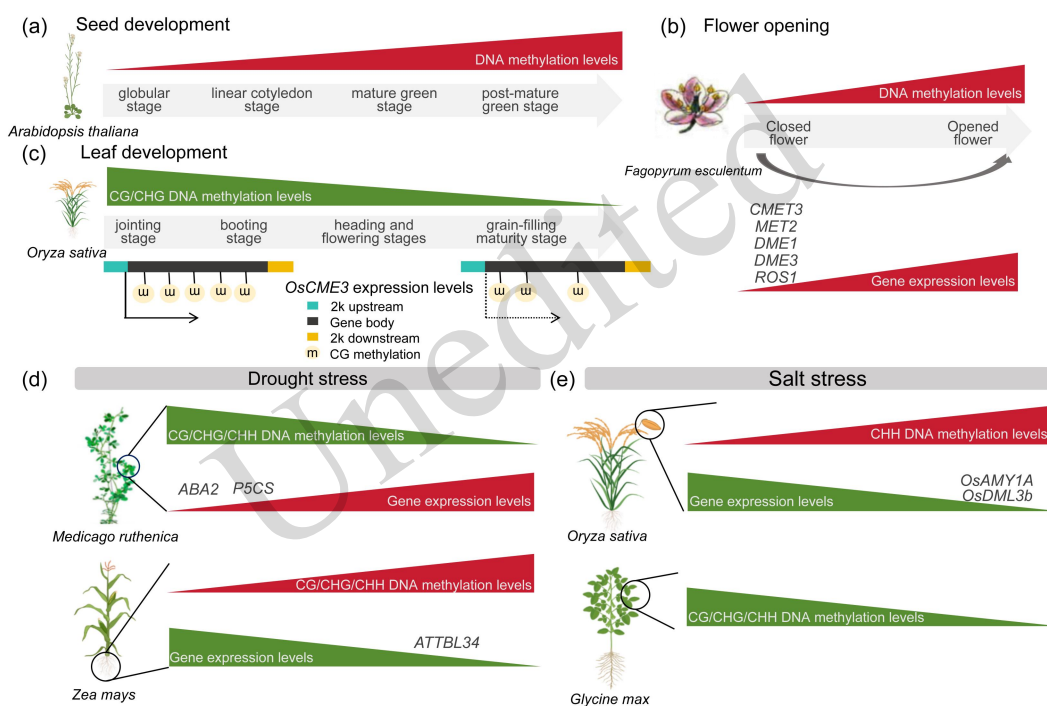 (a) Seed development
DNA methylation levels
globular
stage
linear cotyledon
stage
mature green
stage
post-mature
green stage
Arabidopsis thaliana
(b) Flower opening
DNA methylation levels
Closed
flower
Opened
flower
Fagopyrum esculentum
CMET3
MET2
DME1
DME3
ROS1
Gene expression levels
(c) Leaf development
CG/CHG DNA methylation levels
jointing
stage
booting
stage
heading and
flowering stages
grain-filling
maturity stage
Oryza sativa
m m m m m
m m m
OsCME3 expression levels
2k upstream
Gene body
2k downstream
m CG methylation
(d) Drought stress
CG/CHG/CHH DNA methylation levels
ABA2 P5CS
Gene expression levels
Medicago ruthenica
CG/CHG/CHH DNA methylation levels
ATTBL34
Gene expression levels
Zea mays
(e) Salt stress
CHH DNA methylation levels
OsAMY1A
OsDML3b
Gene expression levels
Oryza sativa
CG/CHG/CHH DNA methylation levels
Glycine max
Unedited